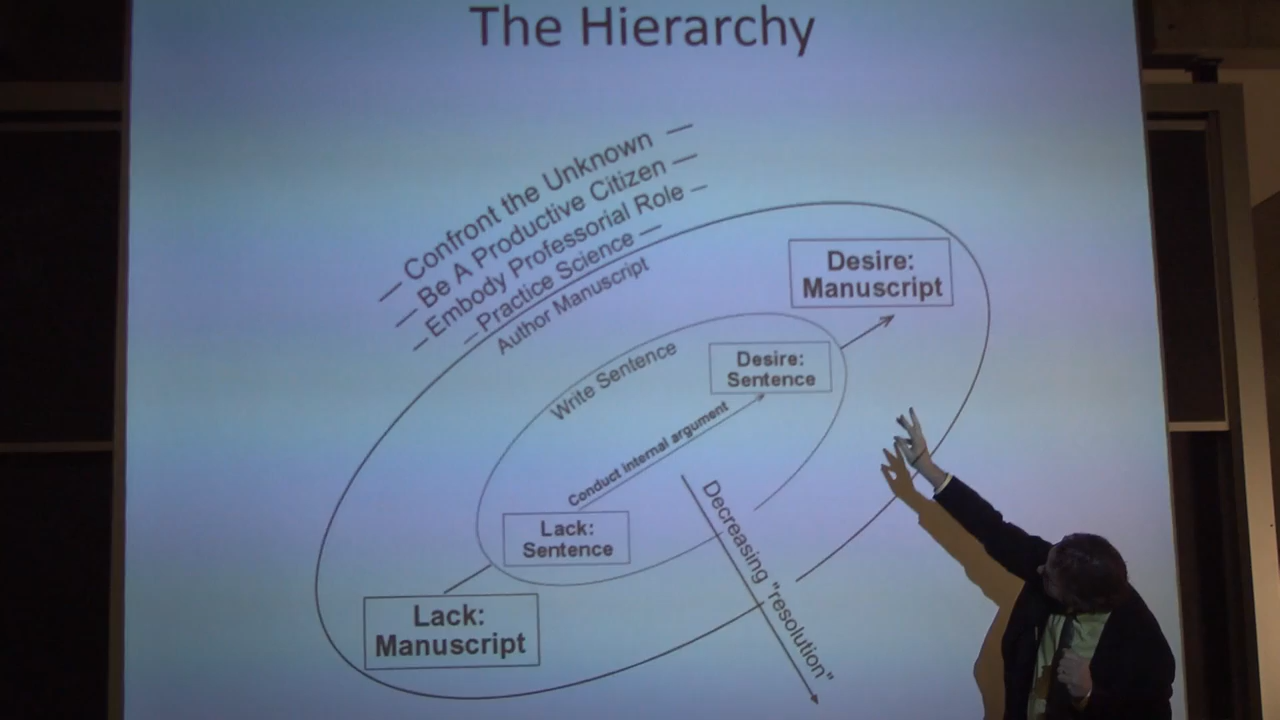 The Hierarchy
— Confront the Unknown —
— Be A Productive Citizen —
— Embody Professorial Role —
— Practice Science —
Author Manuscript
Desire:
Manuscript
Write Sentence
Desire:
Sentence
Conduct internal argument
Lack:
Sentence
Decreasing "resolution"
Lack:
Manuscript